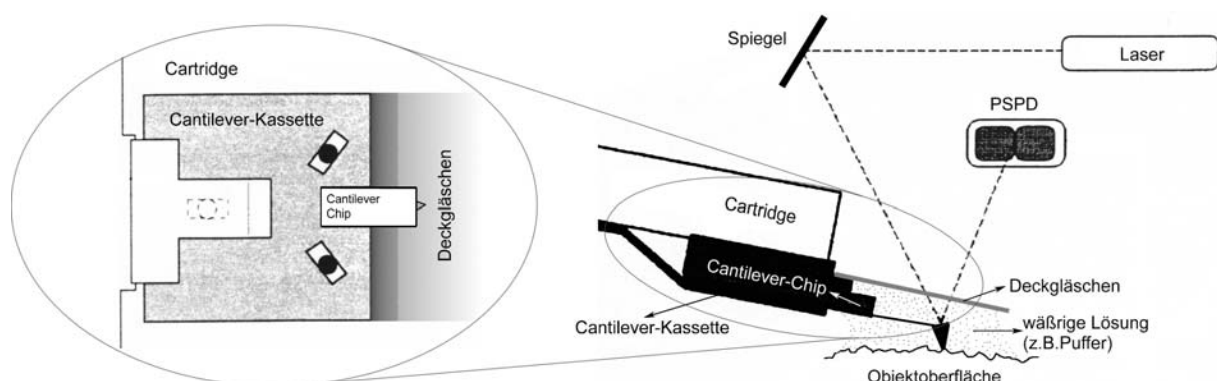 Cartridge
Cantilever-Kassette
Cantilever
Chip
Deckgläschen
Spiegel
Laser
PSPD
Cartridge
Cantilever-Chip
Deckgläschen
Cantilever-Kassette
wäßrige Lösung
(z.B.Puffer)
Objektoberfläche